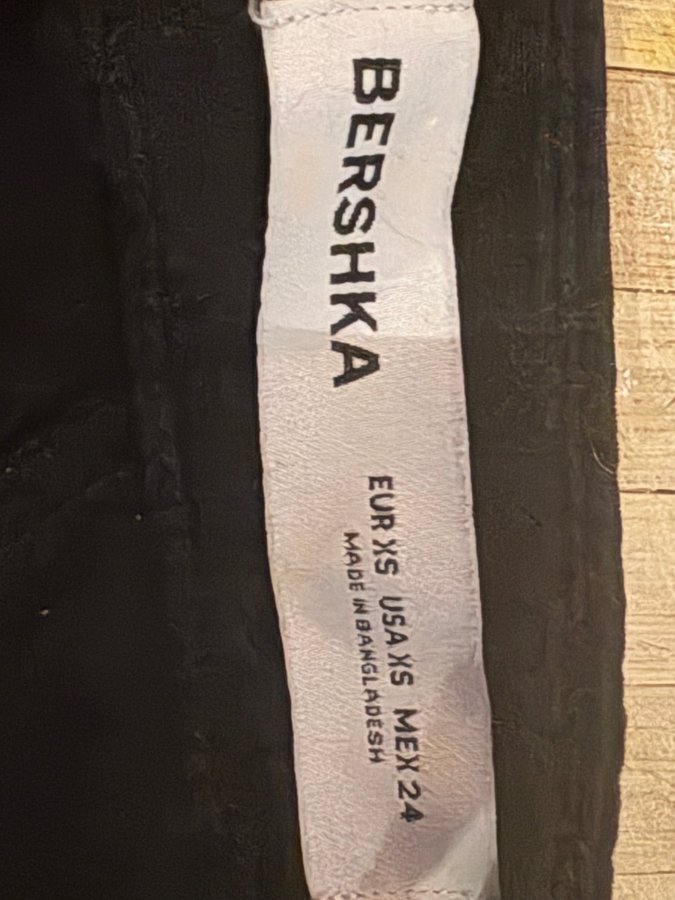 BERSHKA
EUR XS USA XS MEX 24
MADE IN BANGLADESH